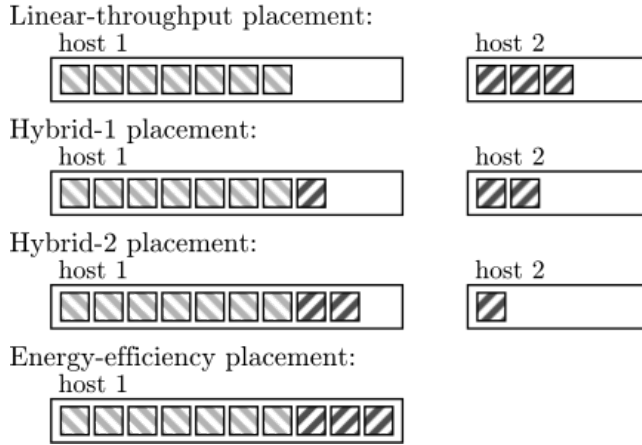 Linear-throughput placement:
host 1 host 2
Hybrid-1 placement:
host 1 host 2
Hybrid-2 placement:
host 1 host 2
Energy-efficiency placement:
host 1